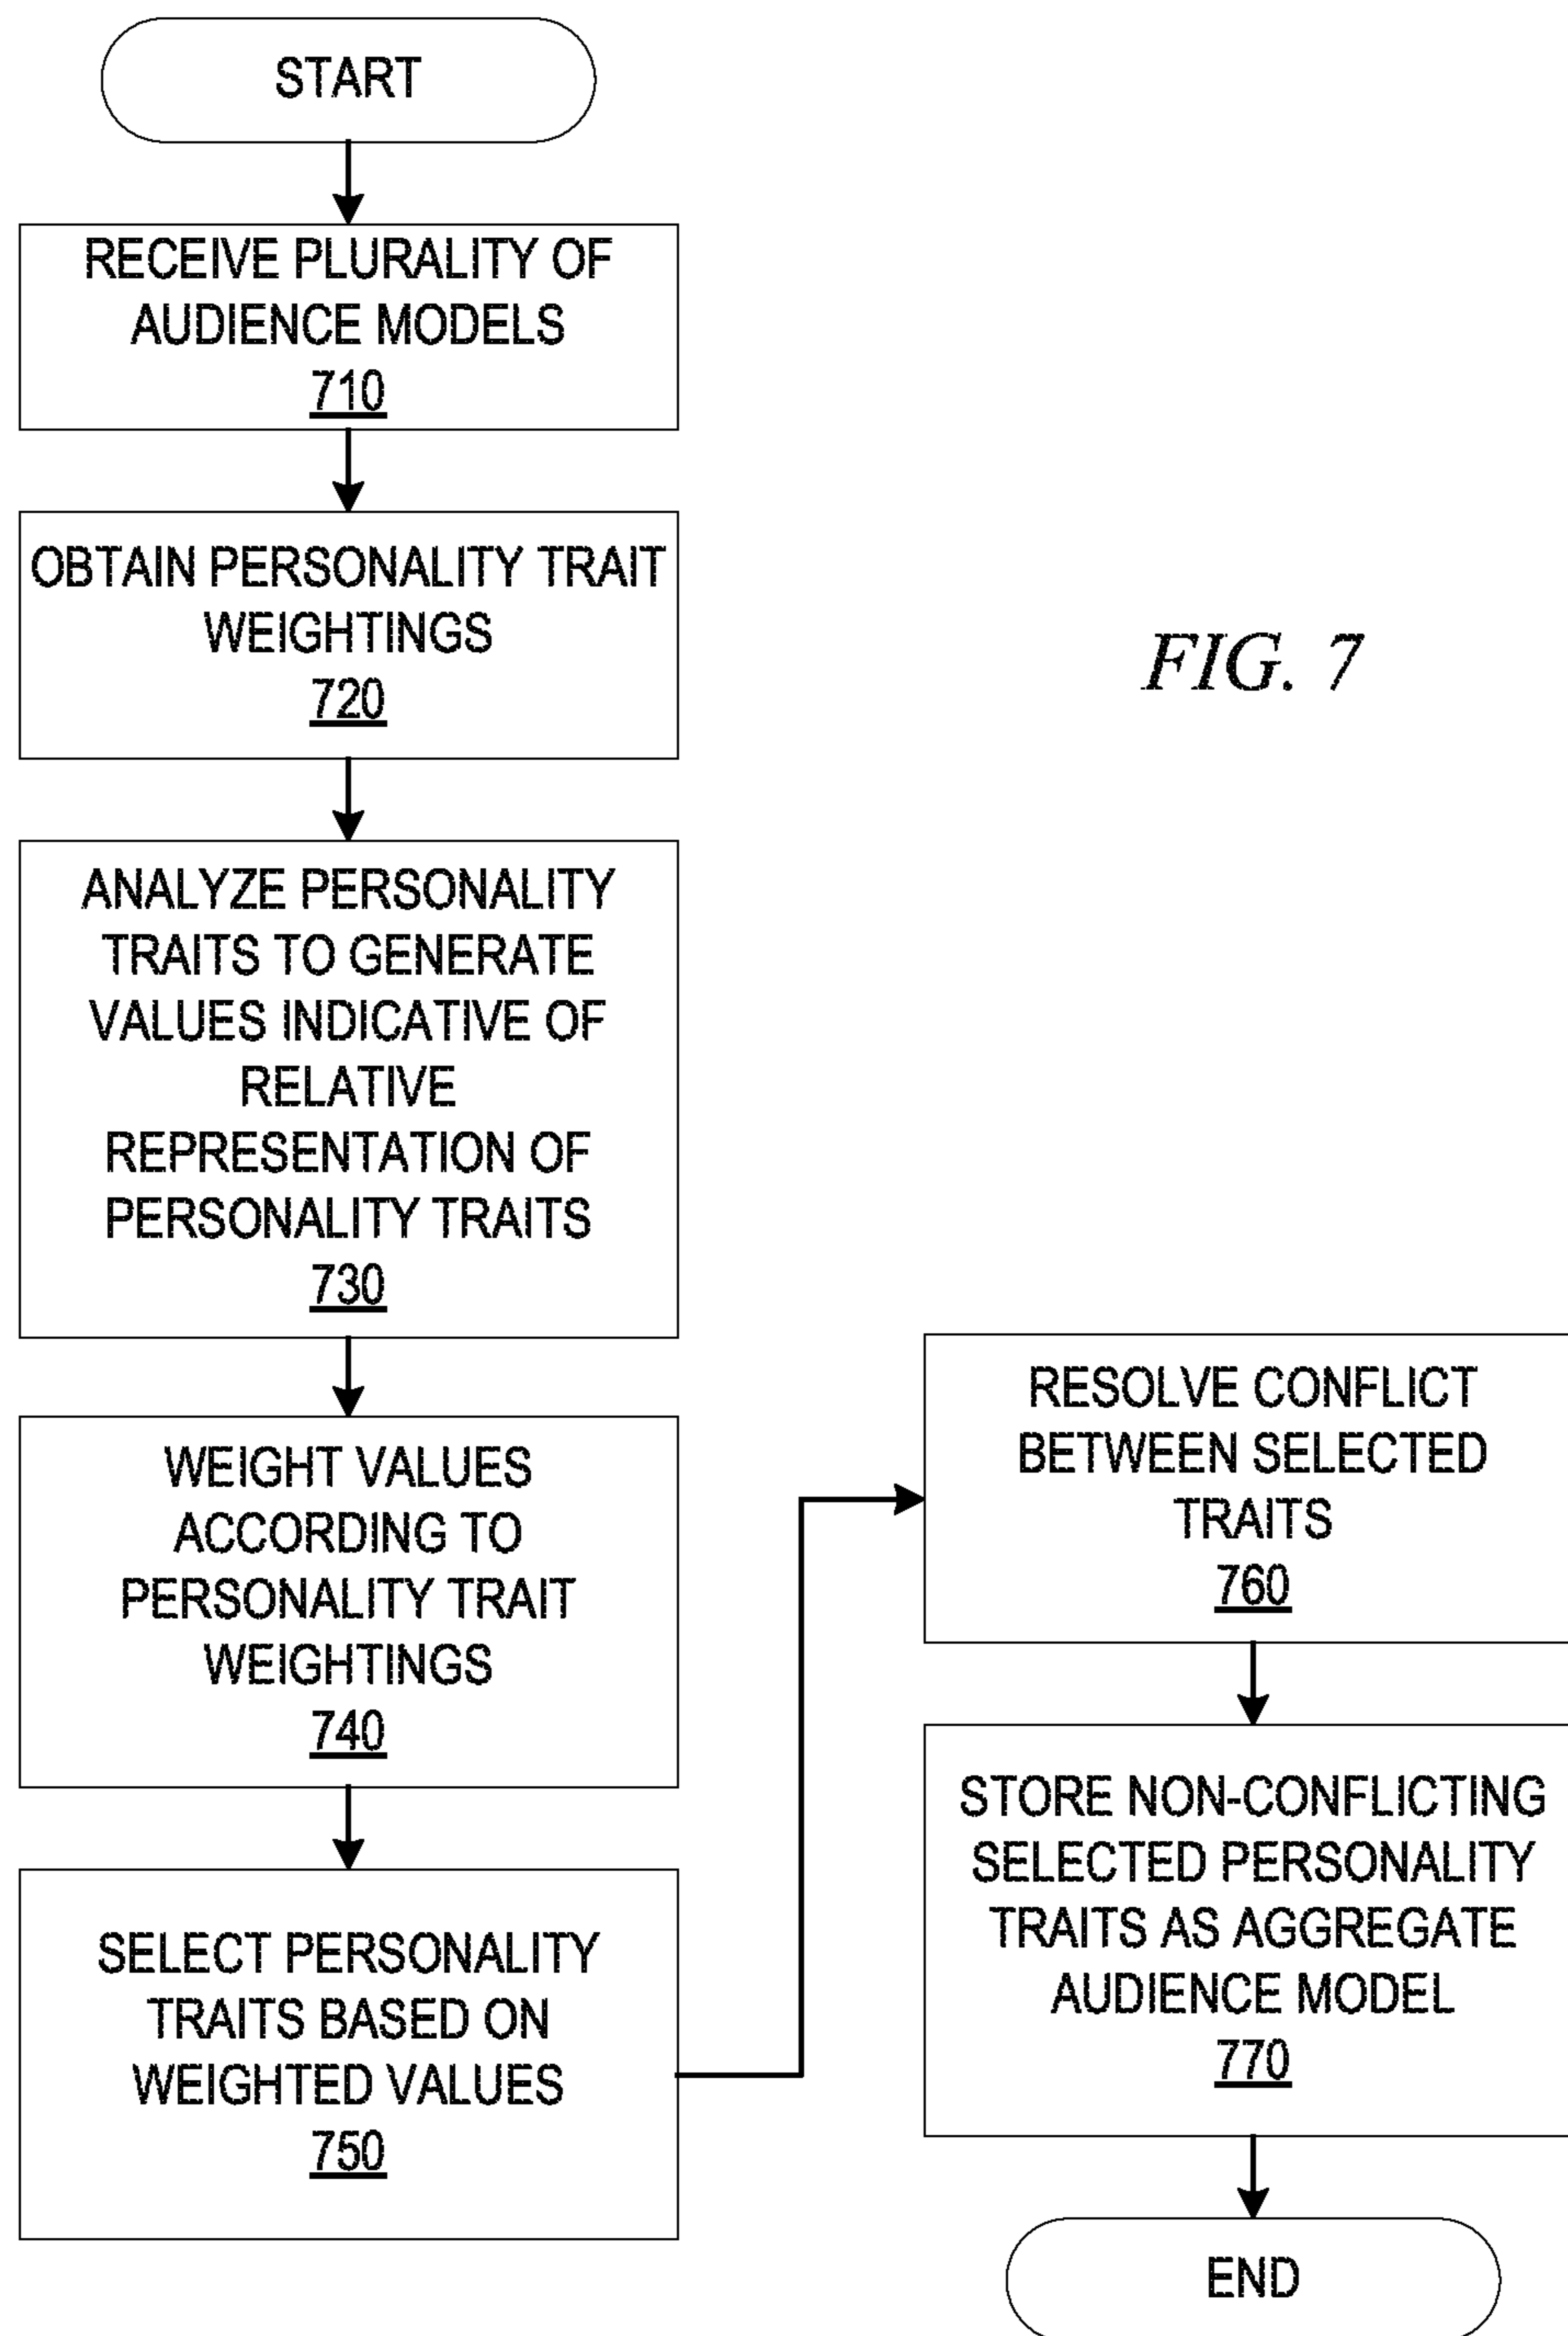 START
RECEIVE PLURALITY OF
AUDIENCE MODELS
710
OBTAIN PERSONALITY TRAIT
WEIGHTINGS
720
ANALYZE PERSONALITY
TRAITS TO GENERATE
VALUES INDICATIVE OF
RELATIVE
REPRESENTATION OF
PERSONALITY TRAITS
730
WEIGHT VALUES
ACCORDING TO
PERSONALITY TRAIT
WEIGHTINGS
740
SELECT PERSONALITY
TRAITS BASED ON
WEIGHTED VALUES
750
RESOLVE CONFLICT
BETWEEN SELECTED
TRAITS
760
STORE NON-CONFLICTING
SELECTED PERSONALITY
TRAITS AS AGGREGATE
AUDIENCE MODEL
770
END
FIG. 7